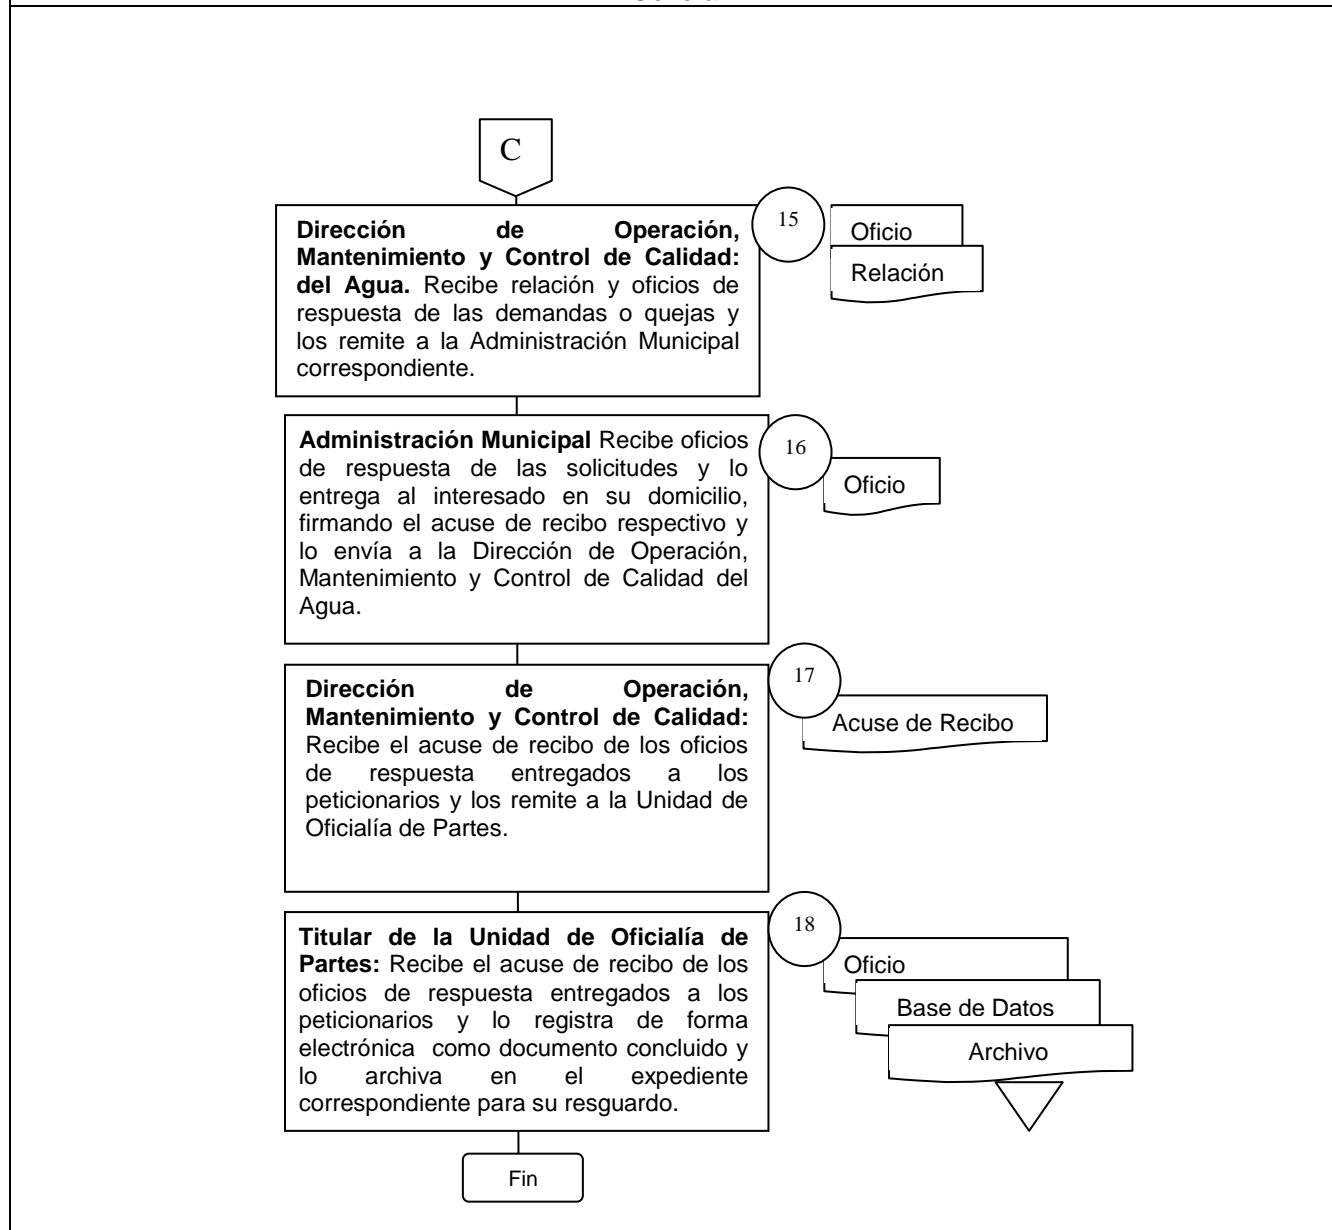 C
Dirección de Operación,
Mantenimiento y Control de Calidad:
del Agua. Recibe relación y oficios de
respuesta de las demandas o quejas y
los remite a la Administración Municipal
correspondiente.
15
Oficio
Relación
Administración Municipal Recibe oficios
de respuesta de las solicitudes y lo
entrega al interesado en su domicilio,
firmando el acuse de recibo respectivo y
lo envía a la Dirección de Operación,
Mantenimiento y Control de Calidad del
Agua.
16
Oficio
Dirección de Operación,
Mantenimiento y Control de Calidad:
Recibe el acuse de recibo de los oficios
de respuesta entregados a los
peticionarios y los remite a la Unidad de
Oficialía de Partes.
17
Acuse de Recibo
Titular de la Unidad de Oficialía de
Partes: Recibe el acuse de recibo de los
oficios de respuesta entregados a los
peticionarios y lo registra de forma
electrónica como documento concluido y
lo archiva en el expediente
correspondiente para su resguardo.
18
Oficio
Base de Datos
Archivo
Fin